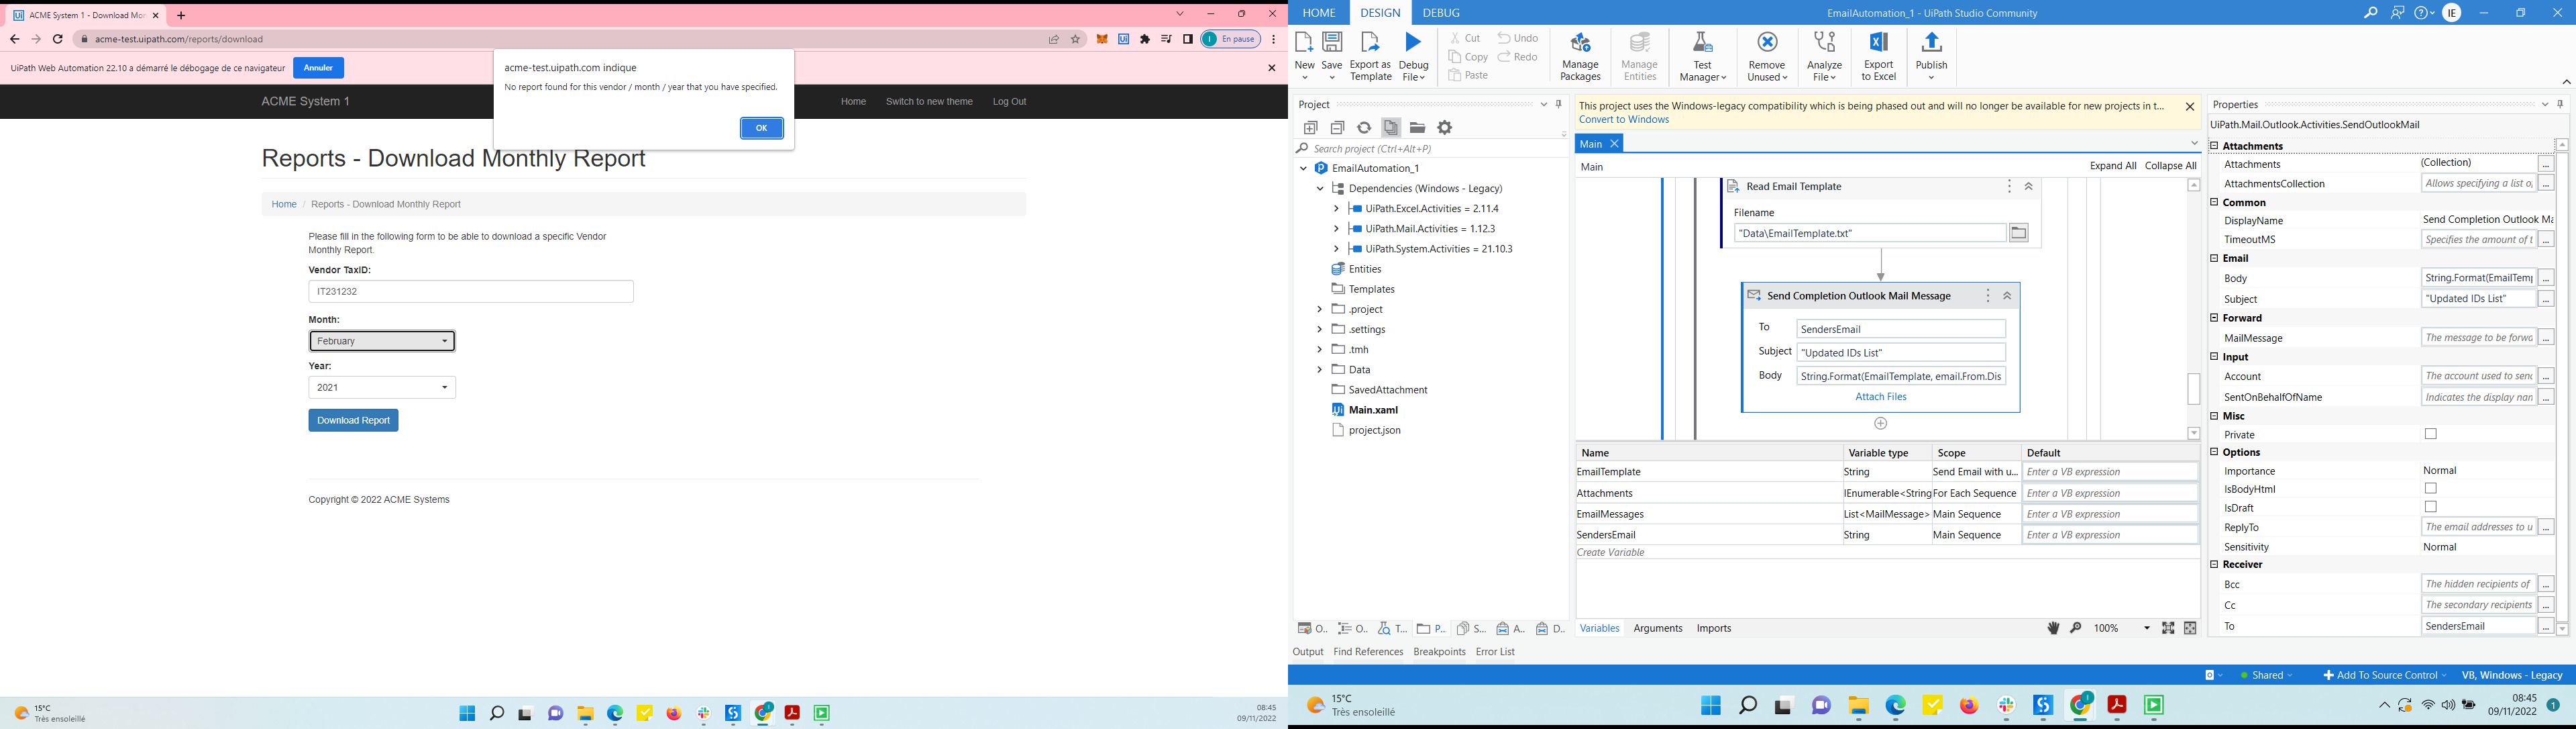 ACME System 1 - Download Mon
acme-test.uipath.com/reports/download
En pause
UiPath Web Automation 22.10 a démarré le débogage de ce navigateur
Annuler
acme-test.uipath.com indique
No report found for this vendor / month / year that you have specified.
OK
ACME System 1
Home
Switch to new theme
Log Out
Reports - Download Monthly Report
Home / Reports - Download Monthly Report
Please fill in the following form to be able to download a specific Vendor
Monthly Report.
Vendor TaxID:
IT231232
Month:
February
Year:
2021
Download Report
Copyright © 2022 ACME Systems
15°C
Très ensoleillé
08:45
09/11/2022
HOME
DESIGN
DEBUG
EmailAutomation_1 - UiPath Studio Community
IE
New
Save
Export as
Template
Debug
File
Cut
Copy
Paste
Undo
Redo
Manage
Packages
Manage
Entities
Test
Manager
Remove
Unused
Analyze
File
Export
to Excel
Publish
Project
Search project (Ctrl+Alt+P)
EmailAutomation_1
Dependencies (Windows - Legacy)
UiPath.Excel.Activities = 2.11.4
UiPath.Mail.Activities = 1.12.3
UiPath.System.Activities = 21.10.3
Entities
Templates
.project
.settings
.tmh
Data
SavedAttachment
Main.xaml
project.json
O..
O..
T...
P..
S...
A..
D..
This project uses the Windows-legacy compatibility which is being phased out and will no longer be available for new projects in t...
Convert to Windows
Main
Main
Expand All
Collapse All
Read Email Template
Filename
"Data\EmailTemplate.txt"
Send Completion Outlook Mail Message
To
SendersEmail
Subject
"Updated IDs List"
Body
String.Format(EmailTemplate, email.From.Dis
Attach Files
Name Variable type Scope Default
EmailTemplate String Send Email with u... Enter a VB expression
Attachments IEnumerable<String For Each Sequence Enter a VB expression
EmailMessages List<MailMessage> Main Sequence Enter a VB expression
SendersEmail String Main Sequence Enter a VB expression
Create Variable
Variables
Arguments
Imports
100%
Properties
UiPath.Mail.Outlook.Activities.SendOutlookMail
Attachments
Attachments (Collection) ...
AttachmentsCollection Allows specifying a list o ...
Common
DisplayName Send Completion Outlook Ma
TimeoutMS Specifies the amount of t ...
Email
Body String.Format(EmailTemp ...
Subject "Updated IDs List" ...
Forward
MailMessage The message to be forwa ...
Input
Account The account used to send ...
SentOnBehalfOfName Indicates the display nan ...
Misc
Private
Options
Importance Normal
IsBodyHtml
IsDraft
ReplyTo The email addresses to u ...
Sensitivity Normal
Receiver
Bcc The hidden recipients of ...
Cc The secondary recipients ...
To SendersEmail ...
Output
Find References
Breakpoints
Error List
Shared
Add To Source Control
VB, Windows - Legacy
15°C
Très ensoleillé
08:45
09/11/2022
1